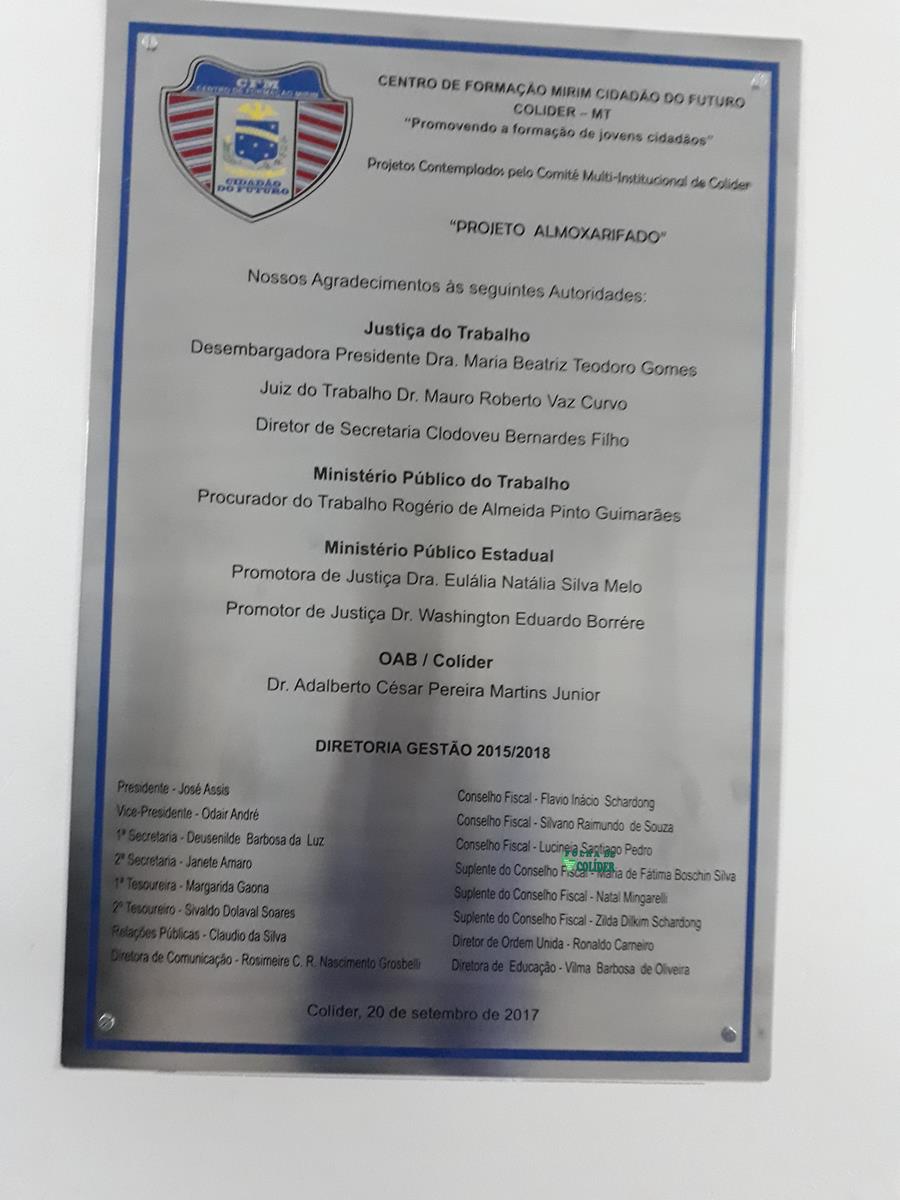 CFM
CENTRO DE FORMAÇÃO MIRIM
CIDADÃO
DO FUTURO
CENTRO DE FORMAÇÃO MIRIM CIDADÃO DO FUTURO
COLIDER – MT
"Promovendo a formação de jovens cidadãos"
Projetos Contemplados pelo Comitê Multi-Institucional de Colider
"PROJETO ALMOXARIFADO"
Nossos Agradecimentos às seguintes Autoridades:
Justiça do Trabalho
Desembargadora Presidente Dra. Maria Beatriz Teodoro Gomes
Juiz do Trabalho Dr. Mauro Roberto Vaz Curvo
Diretor de Secretaria Clodoveu Bernardes Filho
Ministério Público do Trabalho
Procurador do Trabalho Rogério de Almeida Pinto Guimarães
Ministério Público Estadual
Promotora de Justiça Dra. Eulália Natália Silva Melo
Promotor de Justiça Dr. Washington Eduardo Borrére
OAB / Colíder
Dr. Adalberto César Pereira Martins Junior
DIRETORIA GESTÃO 2015/2018
Presidente - José Assis
Vice-Presidente - Odair André
1ª Secretaria - Deusenilde Barbosa da Luz
2ª Secretaria - Janete Amaro
1ª Tesoureira - Margarida Gaona
2º Tesoureiro - Sivaldo Dolaval Soares
Relações Públicas - Claudio da Silva
Diretora de Comunicação - Rosimeire C. R. Nascimento Grosbelli
Conselho Fiscal - Flavio Inácio Schardong
Conselho Fiscal - Silvano Raimundo de Souza
Conselho Fiscal - Lucineia Santiago Pedro
Suplente do Conselho Fiscal - Maria de Fátima Boschin Silva
Suplente do Conselho Fiscal - Natal Mingarelli
Suplente do Conselho Fiscal - Zilda Dilkim Schardong
Diretor de Ordem Unida - Ronaldo Carneiro
Diretora de Educação - Vilma Barbosa de Oliveira
FOLHA DE
COLÍDER
Colíder, 20 de setembro de 2017